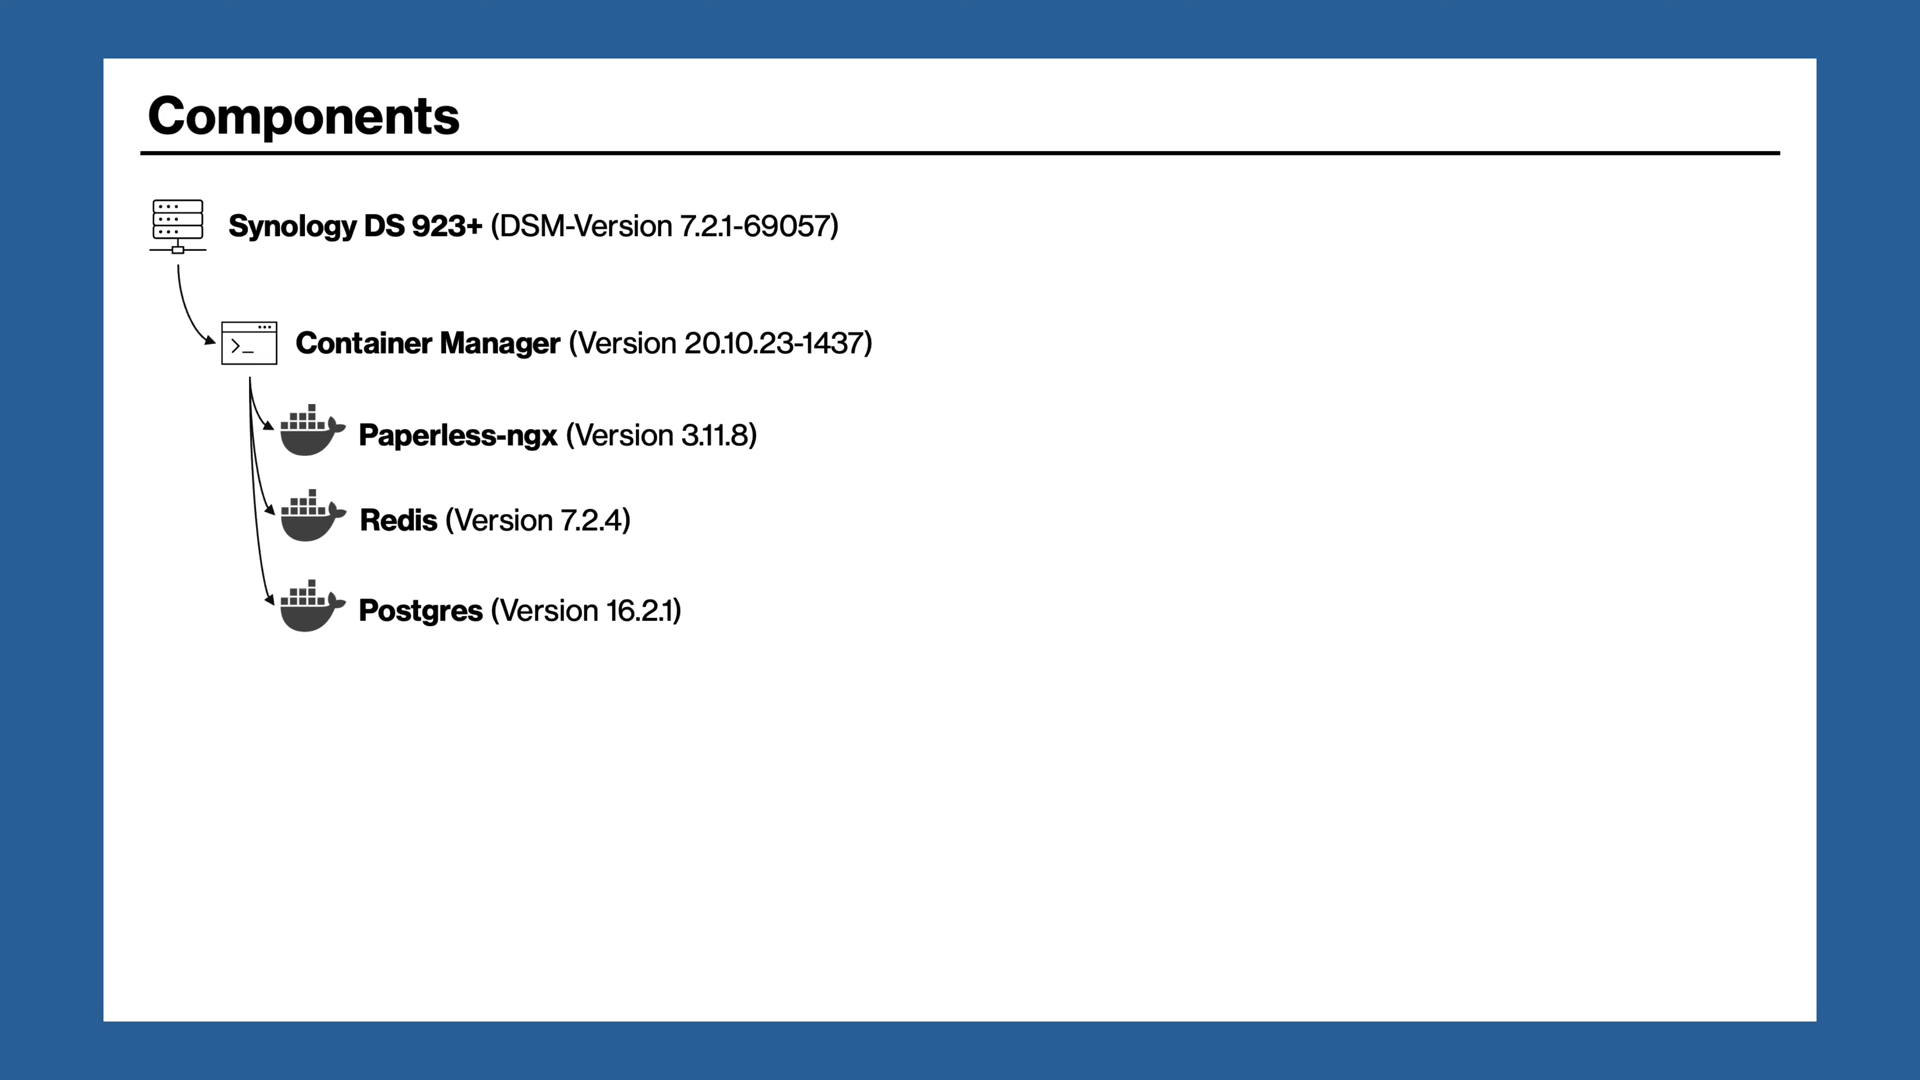 Components
Synology DS 923+ (DSM-Version 7.2.1-69057)
>_ Container Manager (Version 20.10.23-1437)
Paperless-ngx (Version 3.11.8)
Redis (Version 7.2.4)
Postgres (Version 16.2.1)